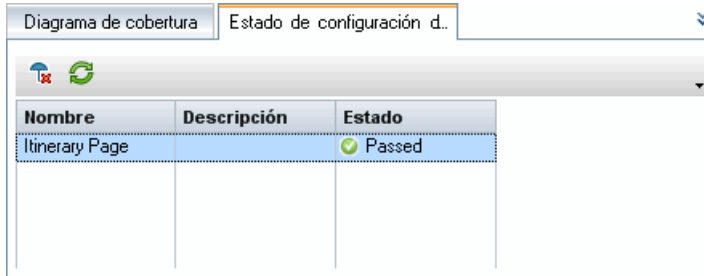 Diagrama de cobertura Estado de configuración d..
Nombre Descripción Estado
Itinerary Page Passed